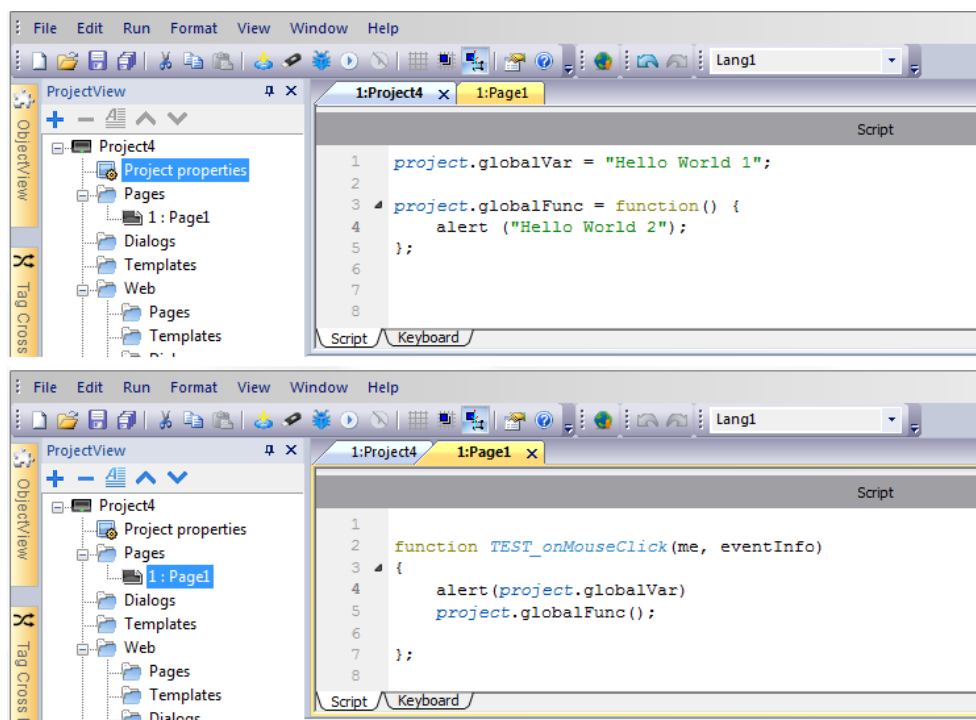 File Edit Run Format View Window Help
Lang1
ProjectView
1:Project4
1:Page1
ObjectView
Tag Cross
Project4
Project properties
Pages
1 : Page1
Dialogs
Templates
Web
Pages
Templates
Script
1 project.globalVar = "Hello World 1";
2
3 project.globalFunc = function() {
4 alert ("Hello World 2");
5 };
6
7
8
Script Keyboard
File Edit Run Format View Window Help
Lang1
ProjectView
1:Project4
1:Page1
ObjectView
Tag Cross
Project4
Project properties
Pages
1 : Page1
Dialogs
Templates
Web
Pages
Templates
Dialogs
Script
1
2 function TEST_onMouseClick(me, eventInfo)
3 {
4 alert(project.globalVar)
5 project.globalFunc();
6
7 };
8
Script Keyboard